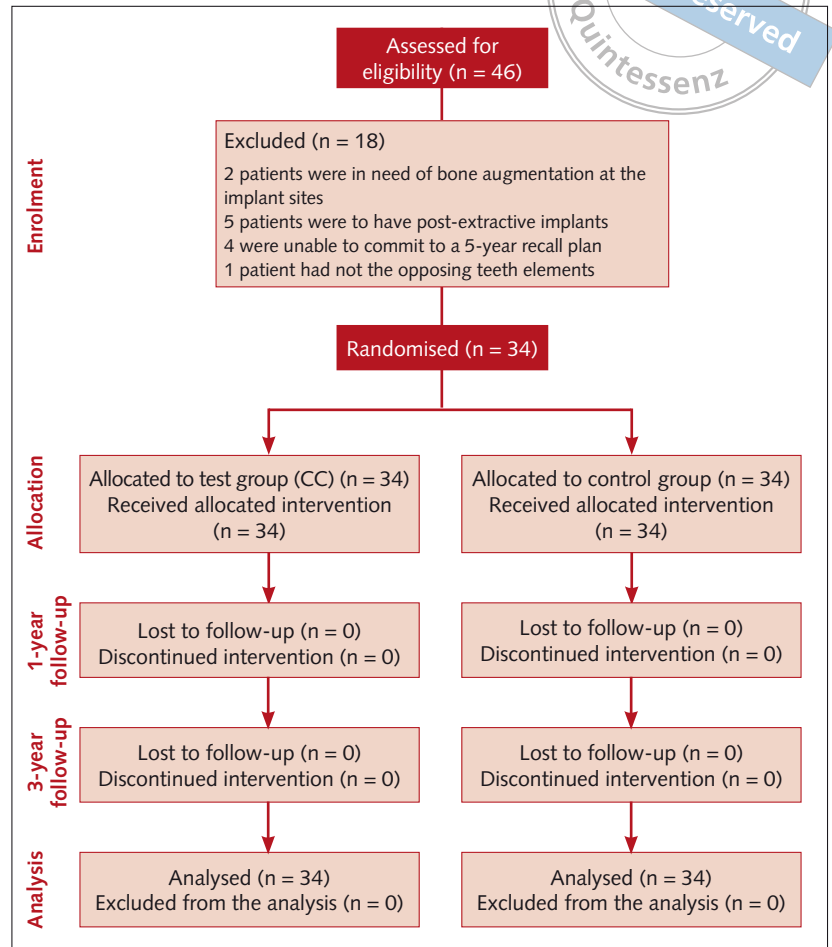 Quintessenz
eserved
Assessed for
eligibility (n = 46)
Enrolment
Excluded (n = 18)
2 patients were in need of bone augmentation at the
implant sites
5 patients were to have post-extractive implants
4 were unable to commit to a 5-year recall plan
1 patient had not the opposing teeth elements
Randomised (n = 34)
Allocation
Allocated to test group (CC) (n = 34)
Received allocated intervention
(n = 34)
Allocated to control group (n = 34)
Received allocated intervention
(n = 34)
1-year
follow-up
Lost to follow-up (n = 0)
Discontinued intervention (n = 0)
Lost to follow-up (n = 0)
Discontinued intervention (n = 0)
3-year
follow-up
Lost to follow-up (n = 0)
Discontinued intervention (n = 0)
Lost to follow-up (n = 0)
Discontinued intervention (n = 0)
Analysis
Analysed (n = 34)
Excluded from the analysis (n = 0)
Analysed (n = 34)
Excluded from the analysis (n = 0)